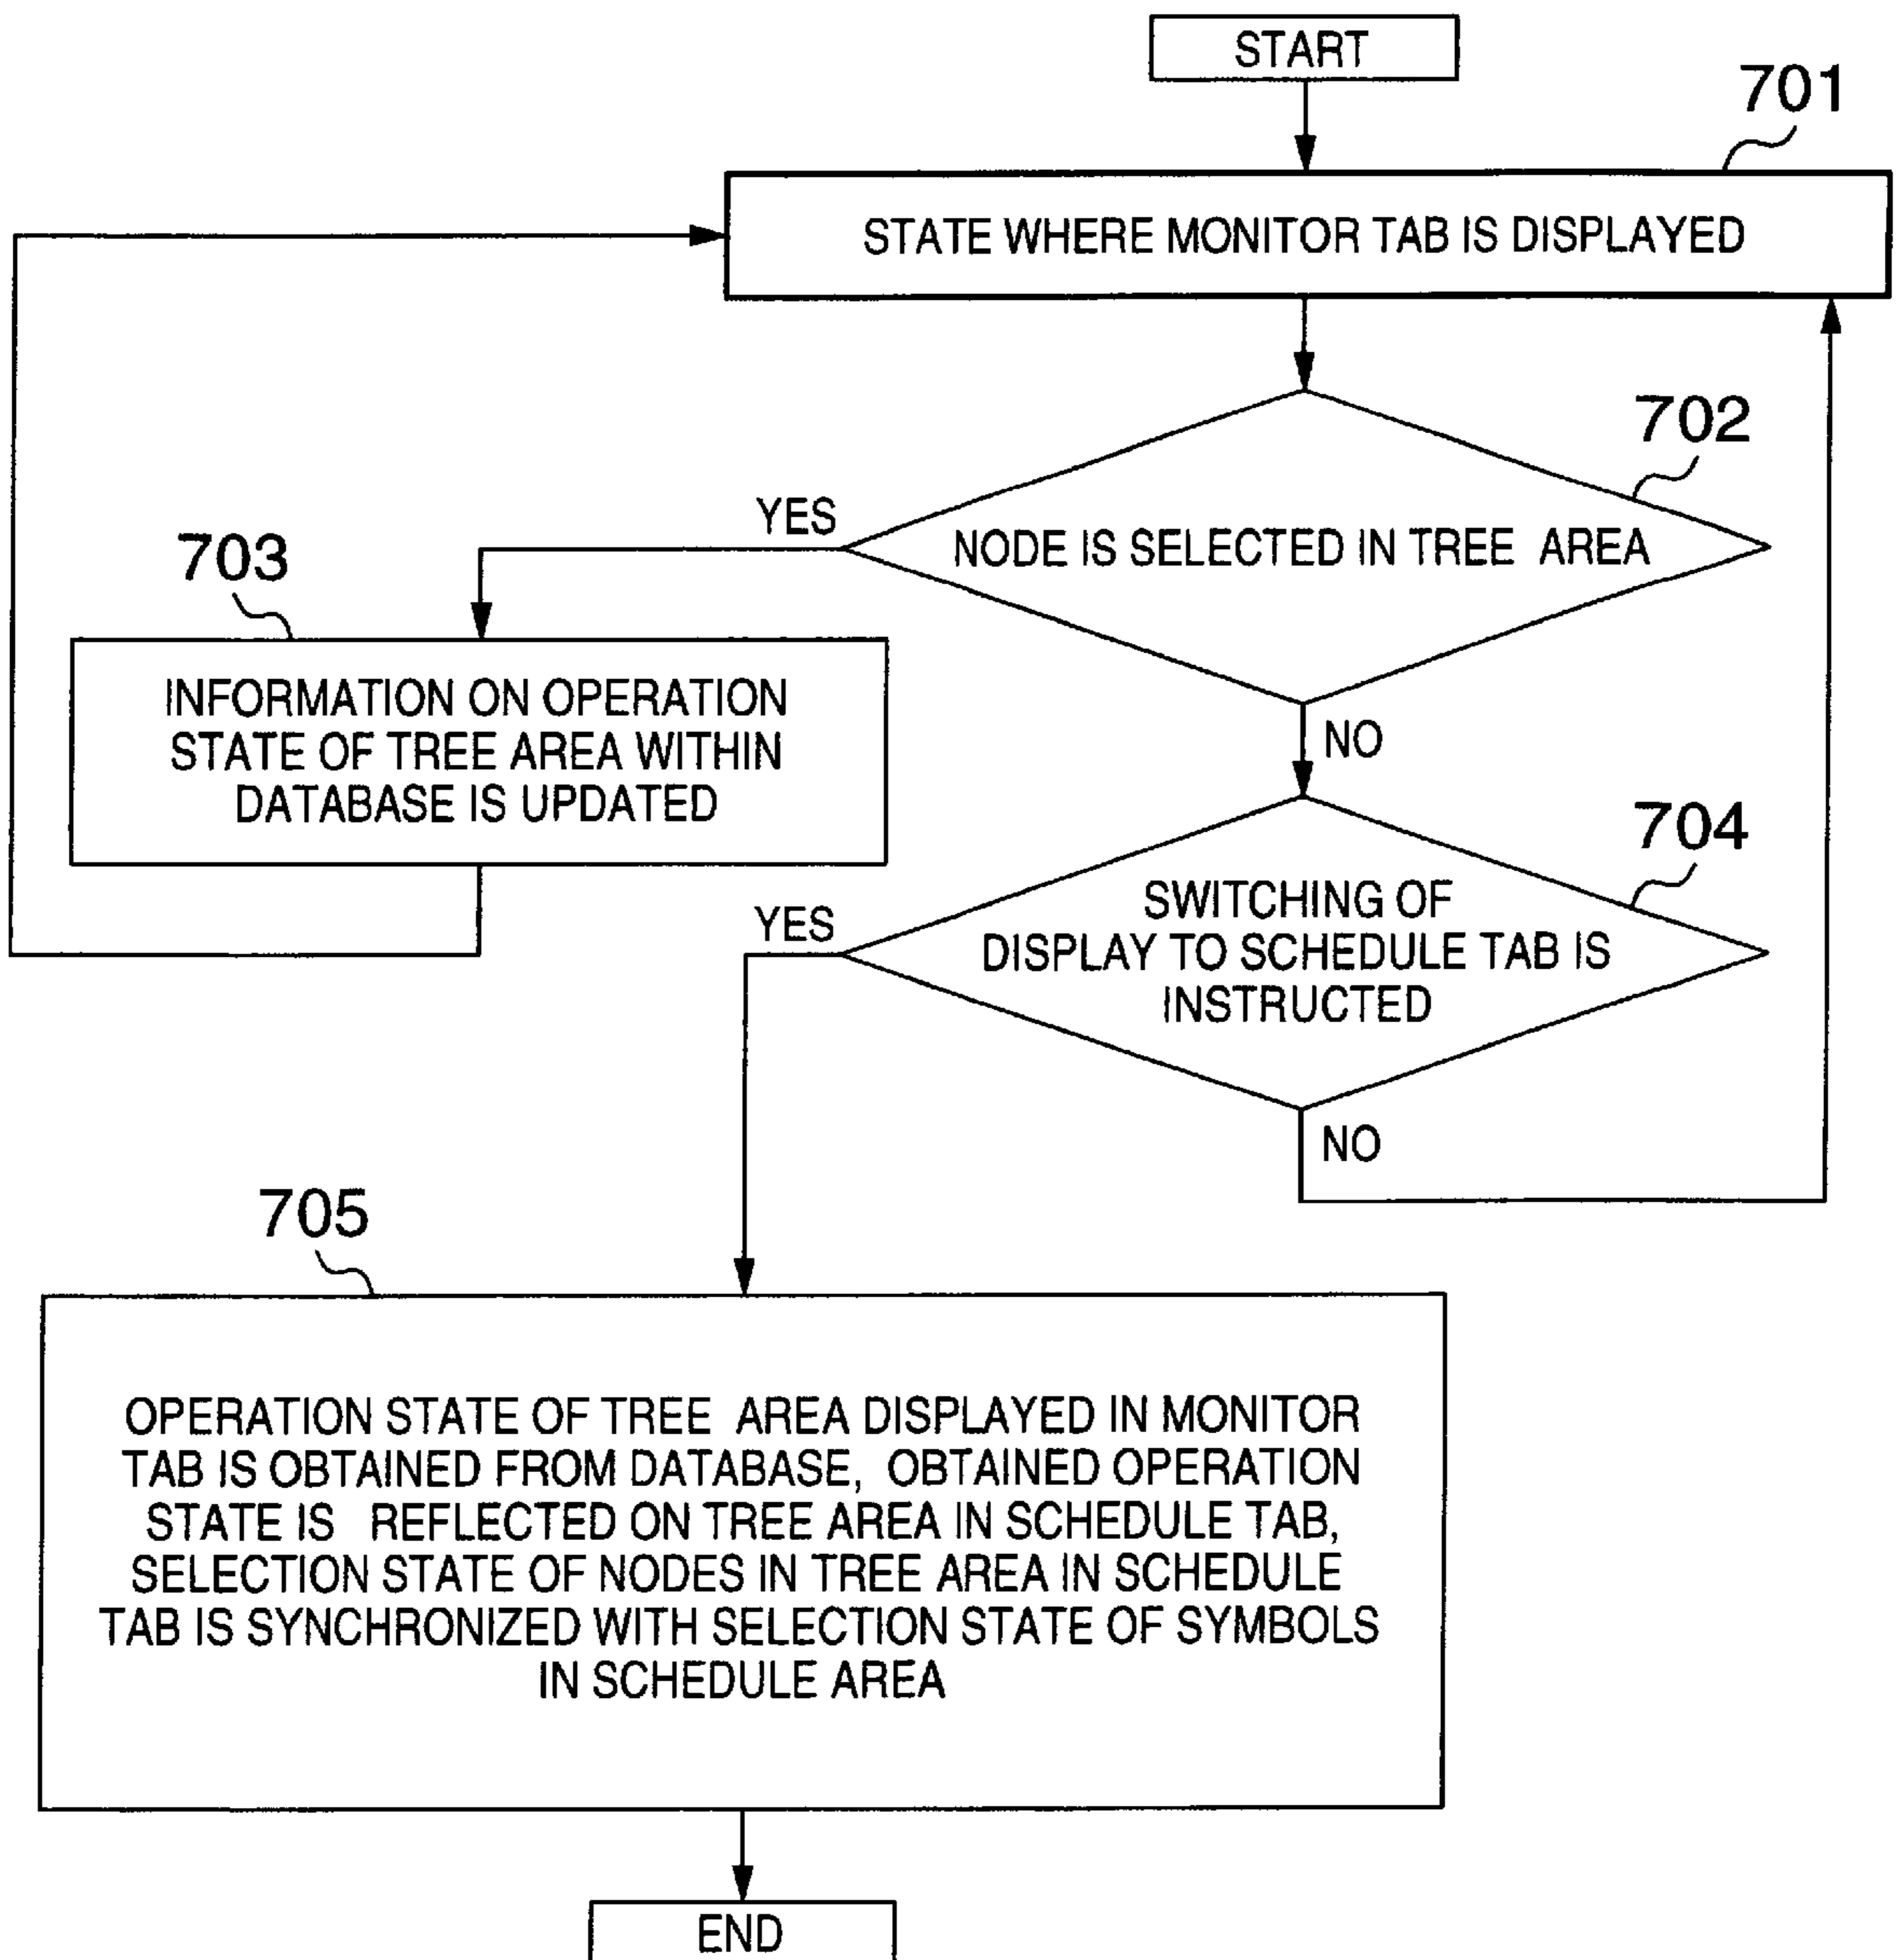 START
701
STATE WHERE MONITOR TAB IS DISPLAYED
702
NODE IS SELECTED IN TREE AREA
YES
703
INFORMATION ON OPERATION
STATE OF TREE AREA WITHIN
DATABASE IS UPDATED
NO
704
SWITCHING OF
DISPLAY TO SCHEDULE TAB IS
INSTRUCTED
YES
NO
705
OPERATION STATE OF TREE AREA DISPLAYED IN MONITOR
TAB IS OBTAINED FROM DATABASE, OBTAINED OPERATION
STATE IS REFLECTED ON TREE AREA IN SCHEDULE TAB,
SELECTION STATE OF NODES IN TREE AREA IN SCHEDULE
TAB IS SYNCHRONIZED WITH SELECTION STATE OF SYMBOLS
IN SCHEDULE AREA
END